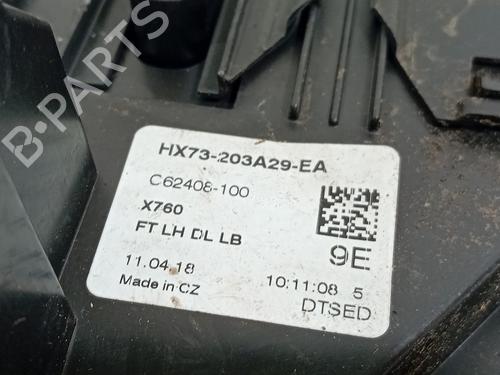 B-PARTS
HX73-203A29-EA
C62408-100
X760
FT LH DL LB
9E
11.04.18
10:11:08 5
Made in CZ
DTSED